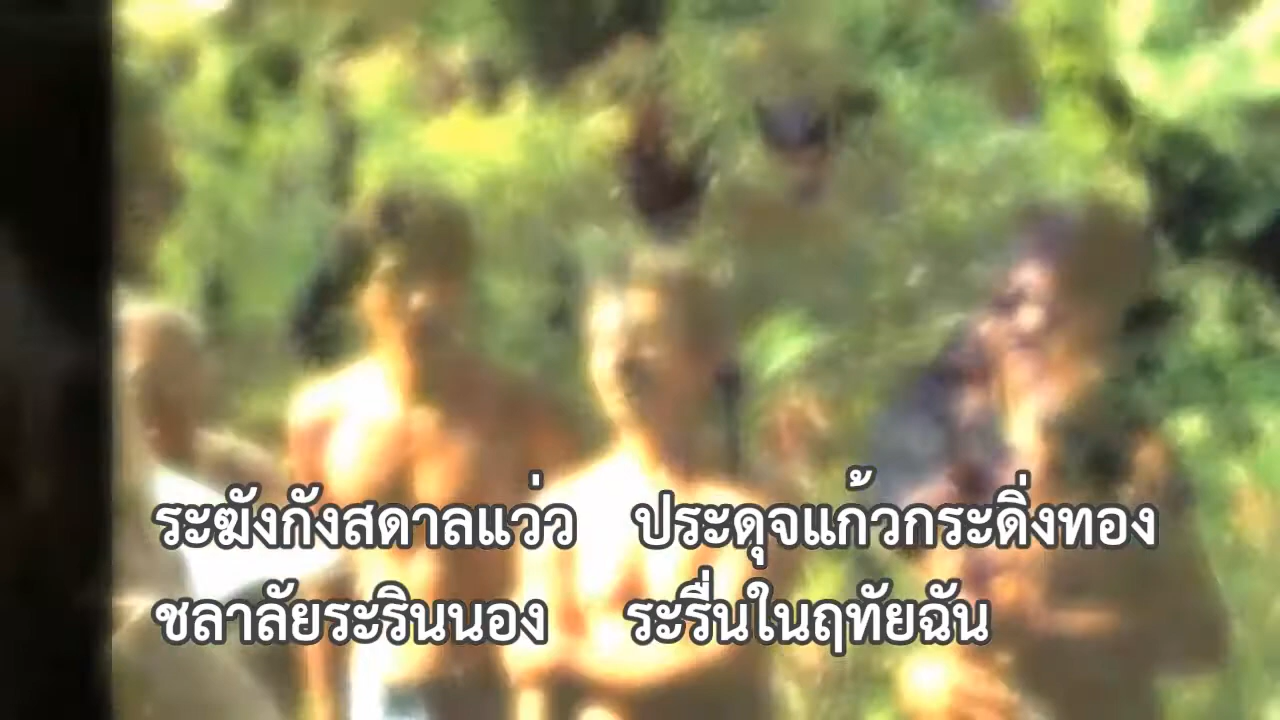 ระฆังกังสดาลแว่ว ประดุจแก้วกระดิ่งทอง
ชลาลัยระรินนอง ระรื่นในฤทัยฉัน